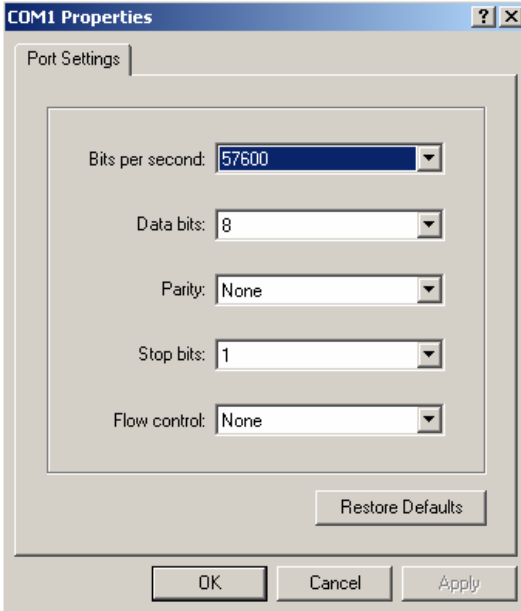 COM1 Properties
Port Settings
Bits per second: 57600
Data bits: 8
Parity: None
Stop bits: 1
Flow control: None
Restore Defaults
OK Cancel Apply